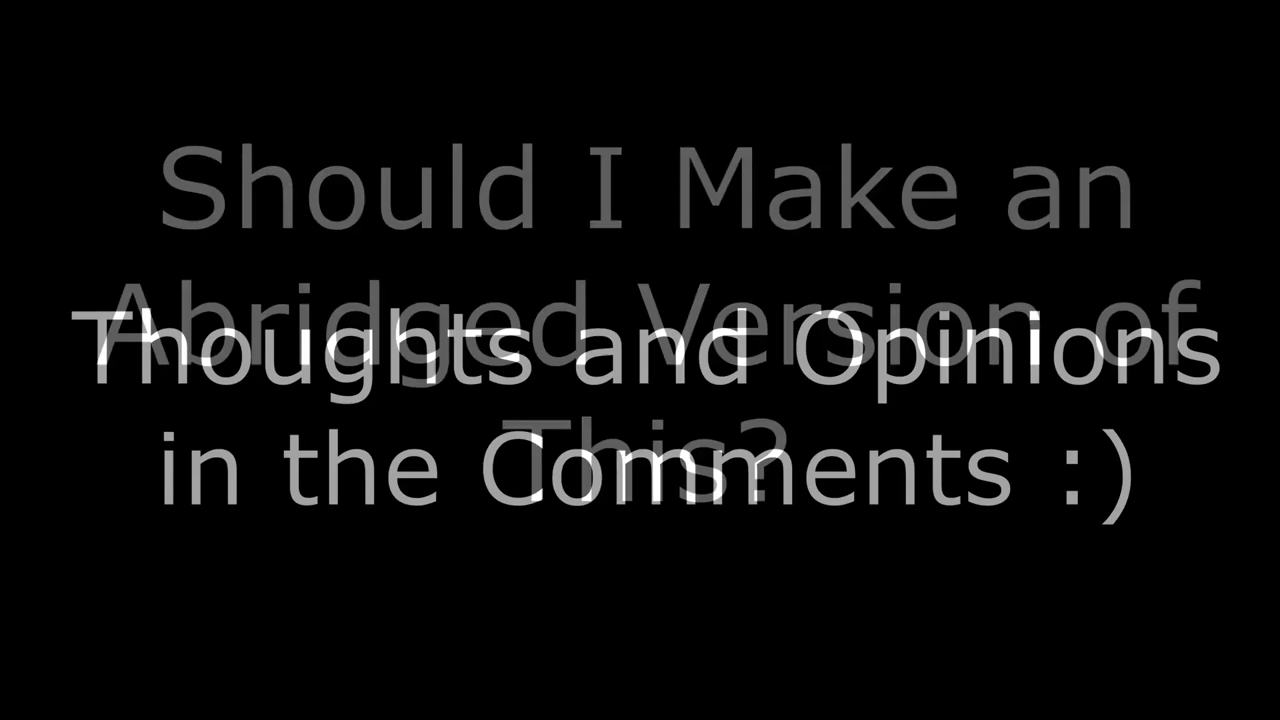 Should I Make an
Abridged Version of
This?
Thoughts and Opinions
in the Comments :)